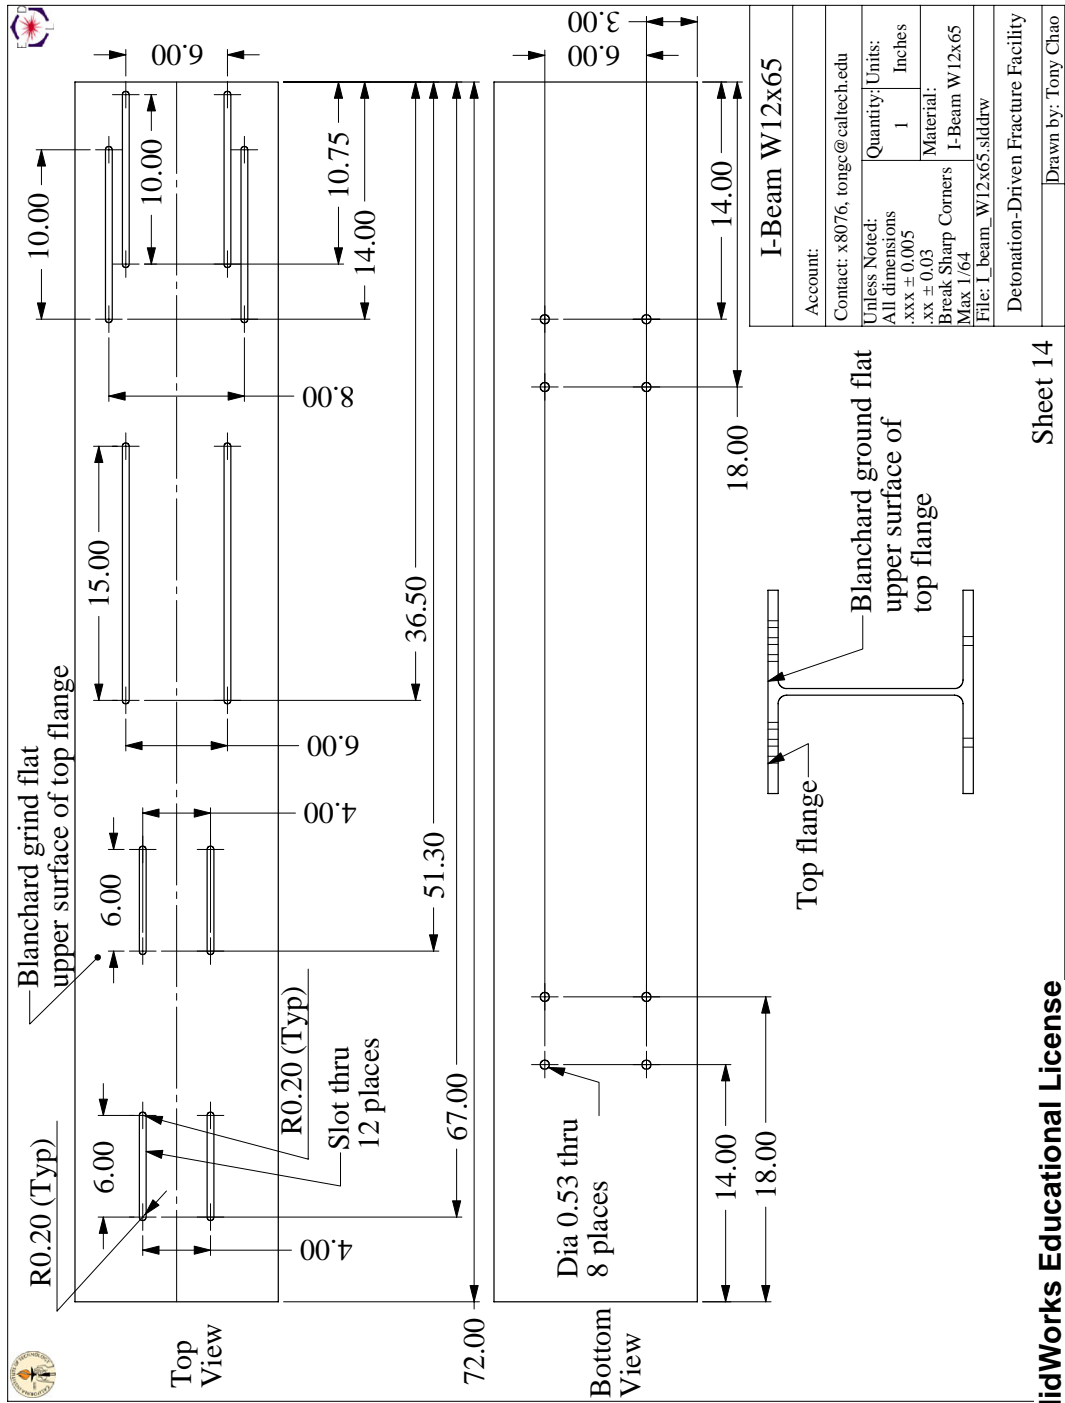 Blanchard grind flat
upper surface of top flange
R0.20 (Typ)
6.00
4.00
R0.20 (Typ)
Slot thru
12 places
6.00
4.00
15.00
6.00
10.00
8.00
10.00
6.00
10.75
14.00
36.50
51.30
67.00
72.00
Top
View
Bottom
View
Dia 0.53 thru
8 places
14.00
18.00
14.00
18.00
6.00
3.00
Top flange
Blanchard ground flat
upper surface of
top flange
Sheet 14
I-Beam W12x65
Account:
Contact: x8076, tongc@caltech.edu
Unless Noted:
All dimensions
.xxx ± 0.005
.xx ± 0.03
Break Sharp Corners
Max 1/64
Quantity:
1
Units:
Inches
Material:
I-Beam W12x65
File: I_beam_W12x65.slddrw
Detonation-Driven Fracture Facility
Drawn by: Tony Chao
E D L
lidWorks Educational License